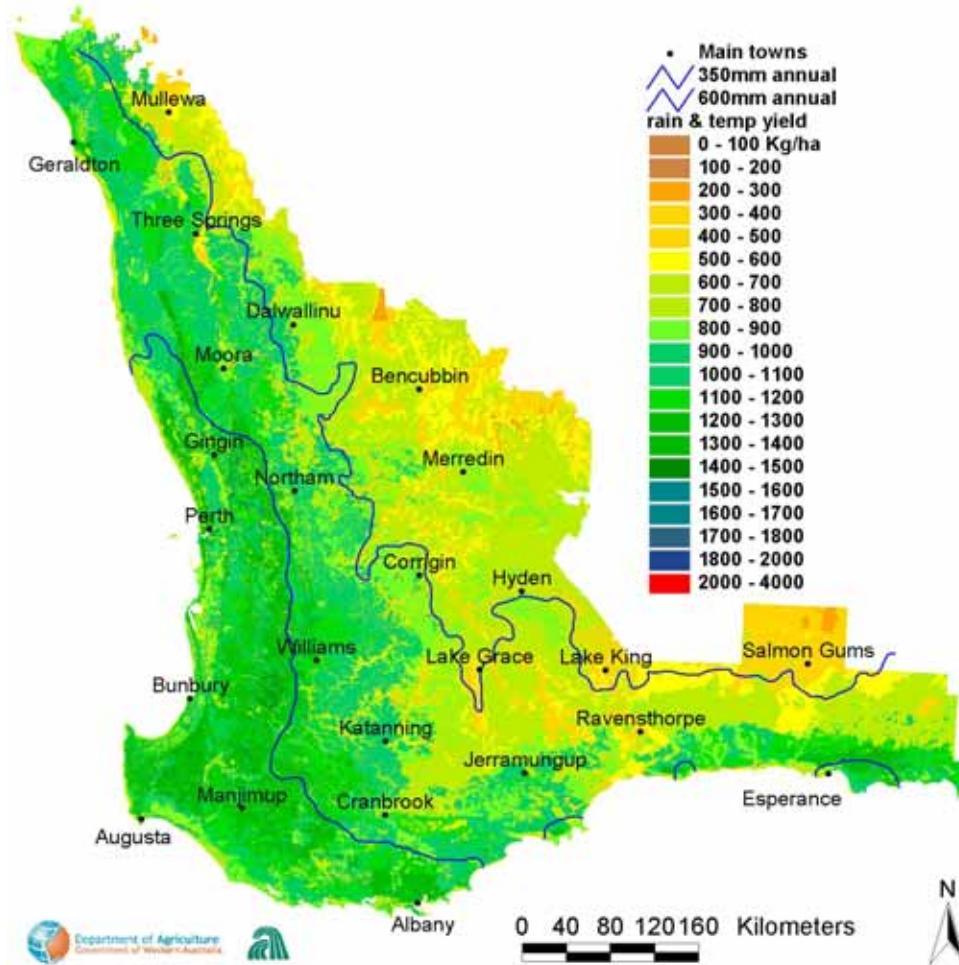 Main towns
350mm annual
600mm annual
rain & temp yield
0 - 100 Kg/ha
100 - 200
200 - 300
300 - 400
400 - 500
500 - 600
600 - 700
700 - 800
800 - 900
900 - 1000
1000 - 1100
1100 - 1200
1200 - 1300
1300 - 1400
1400 - 1500
1500 - 1600
1600 - 1700
1700 - 1800
1800 - 2000
2000 - 4000
Mullewa
Geraldton
Three Springs
Dalwallinu
Moora
Bencubbin
Gingin
Merredin
Northam
Perth
Corrigin
Hyden
Williams
Lake Grace
Lake King
Salmon Gums
Bunbury
Katanning
Ravensthorpe
Jerramungup
Manjimup
Cranbrook
Esperance
Augusta
Albany
N
0 40 80 120 160 Kilometers
Department of Agriculture
Government of Western Australia